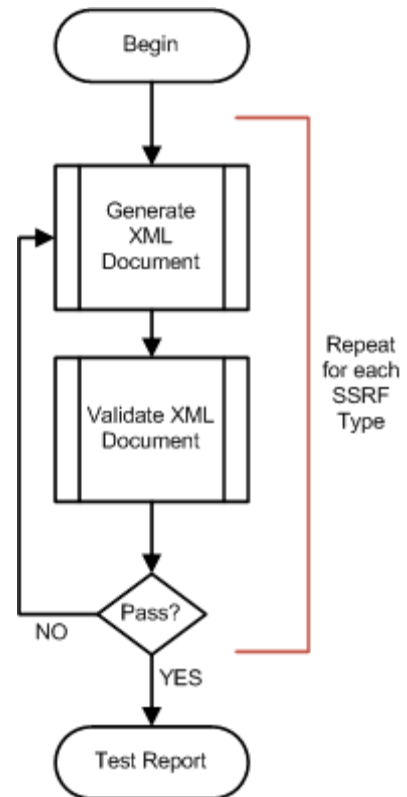 Begin
Generate
XML
Document
Repeat
for each
SSRF
Type
Validate XML
Document
Pass?
NO
YES
Test Report